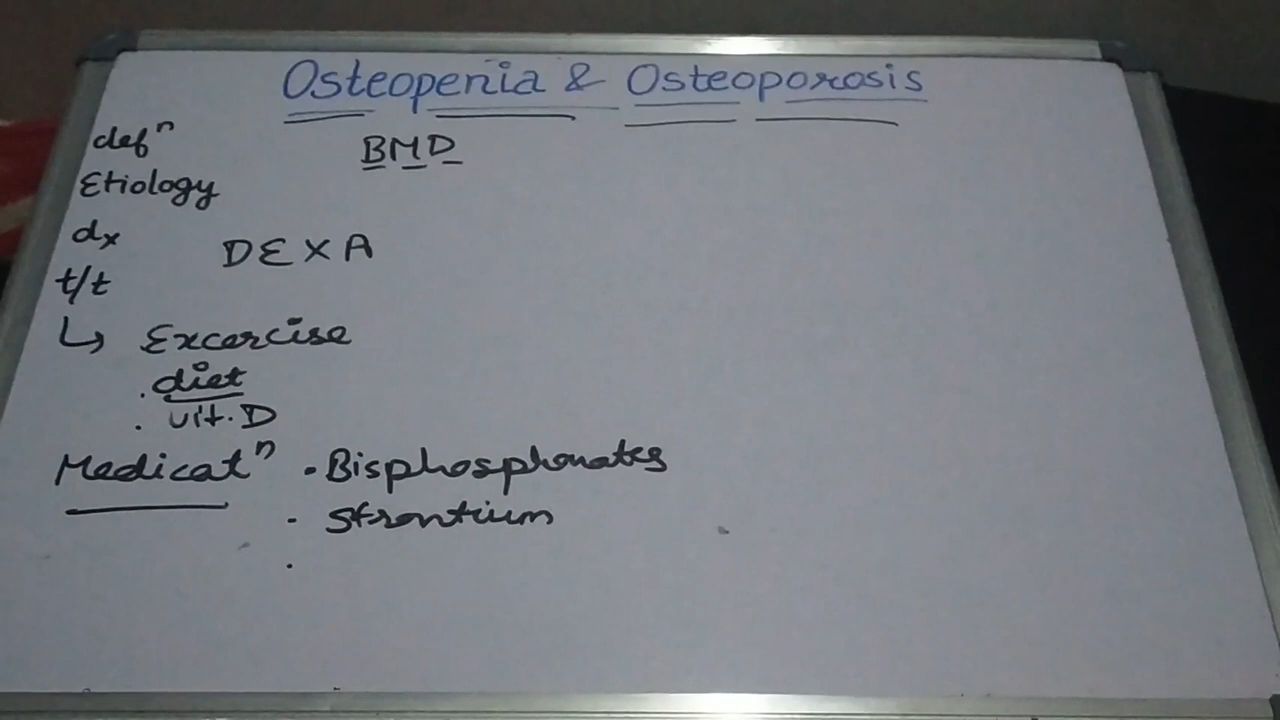 Osteopenia & Osteoporosis
defⁿ BMD
Etiology
dx DEXA
t/t
↳ Excercise
. diet
. vit. D
Medicatⁿ • Bisphosphonates
- Strontium
.